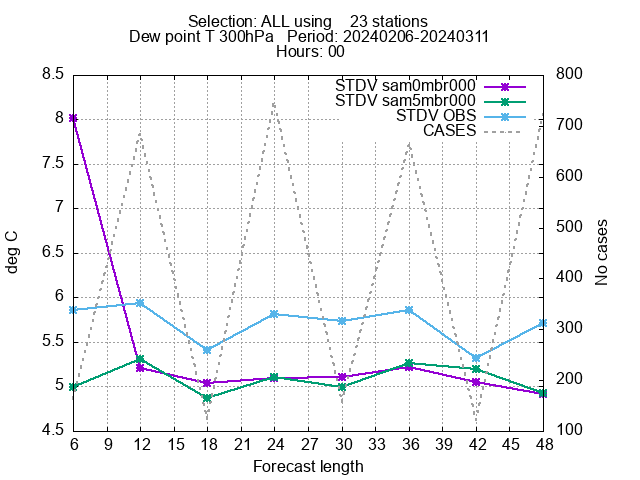 Selection: ALL using    23 stations
Dew point T 300hPa   Period: 20240206-20240311
Hours: 00
8.5
8
7.5
7
6.5
6
5.5
5
4.5
deg C
800
700
600
500
400
300
200
100
No cases
STDV sam0mbr000
STDV sam5mbr000
STDV OBS
CASES
6 9 12 15 18 21 24 27 30 33 36 39 42 45 48
Forecast length